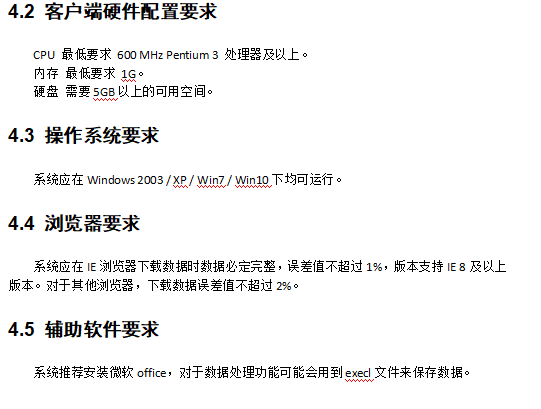 4.2 客户端硬件配置要求
CPU 最低要求 600 MHz Pentium 3 处理器及以上。
内存 最低要求 1G。
硬盘 需要 5GB 以上的可用空间。
4.3 操作系统要求
系统应在 Windows 2003 / XP / Win7 / Win10 下均可运行。
4.4 浏览器要求
系统应在 IE 浏览器下载数据时数据必定完整，误差值不超过 1%，版本支持 IE 8 及以上
版本。对于其他浏览器，下载数据误差值不超过 2%。
4.5 辅助软件要求
系统推荐安装微软 office，对于数据处理功能可能会用到 execl 文件来保存数据。